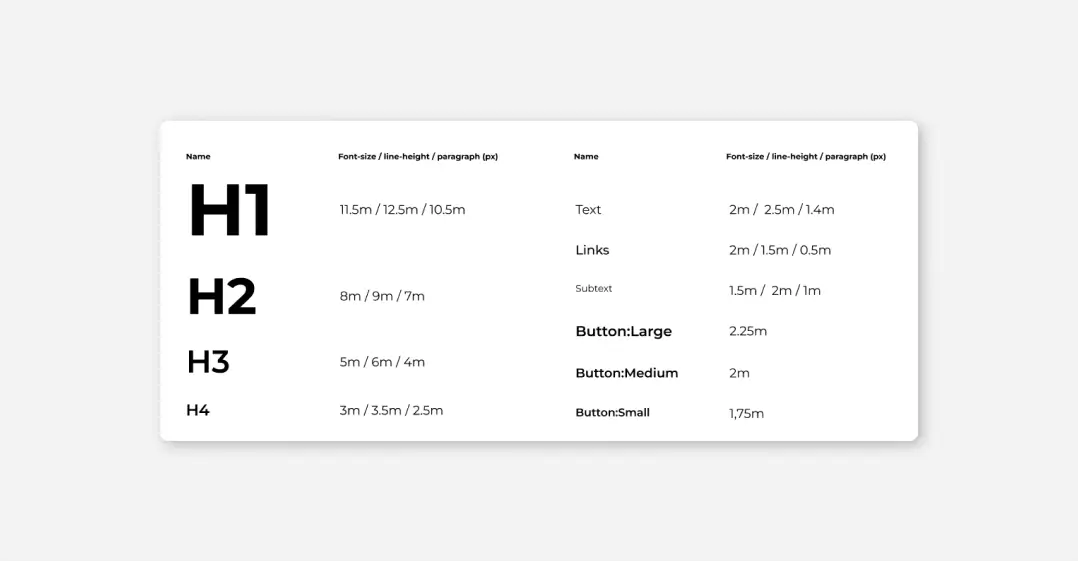 Name Font-size / line-height / paragraph (px)
H1 11.5m / 12.5m / 10.5m
H2 8m / 9m / 7m
H3 5m / 6m / 4m
H4 3m / 3.5m / 2.5m
Name Font-size / line-height / paragraph (px)
Text 2m / 2.5m / 1.4m
Links 2m / 1.5m / 0.5m
Subtext 1.5m / 2m / 1m
Button:Large 2.25m
Button:Medium 2m
Button:Small 1,75m